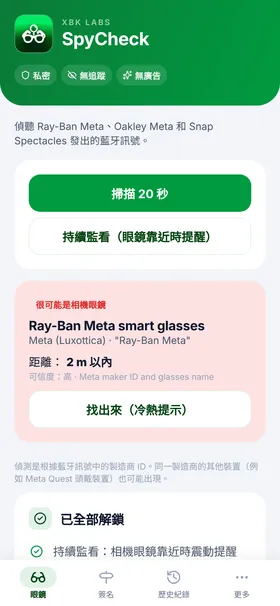 XBK LABS
SpyCheck
私密
無追蹤
無廣告
偵聽 Ray-Ban Meta、Oakley Meta 和 Snap
Spectacles 發出的藍牙訊號。
掃描 20 秒
持續監看（眼鏡靠近時提醒）
很可能是相機眼鏡
Ray-Ban Meta smart glasses
Meta (Luxottica) · "Ray-Ban Meta"
距離： 2 m 以內
可信度：高 · Meta maker ID and glasses name
找出來（冷熱提示）
偵測是根據藍牙訊號中的製造商 ID。同一製造商的其他裝置（例
如 Meta Quest 頭戴裝置）也可能出現。
已全部解鎖
持續監看：相機眼鏡靠近時震動提醒
眼鏡
簽名
歷史紀錄
更多